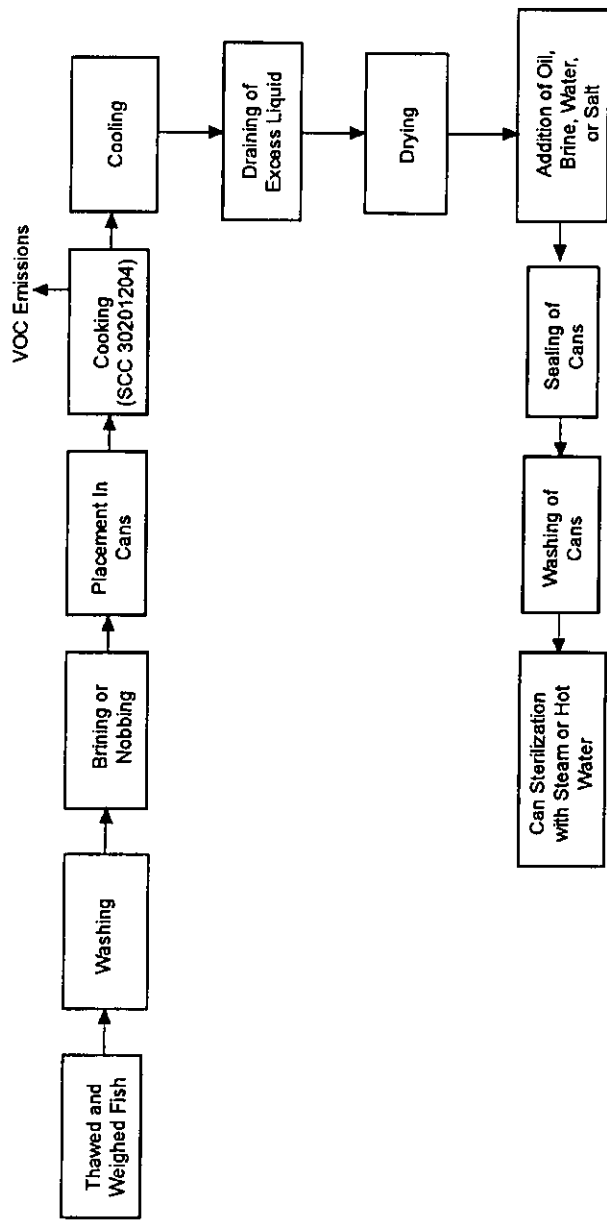 Thawed and
Weighed Fish
Washing
Brining or
Nobbing
Placement In
Cans
VOC Emissions
Cooking
(SCC 30201204)
Cooling
Draining of
Excess Liquid
Drying
Addition of Oil,
Brine, Water,
or Salt
Sealing of
Cans
Washing of
Cans
Can Sterilization
with Steam or Hot
Water